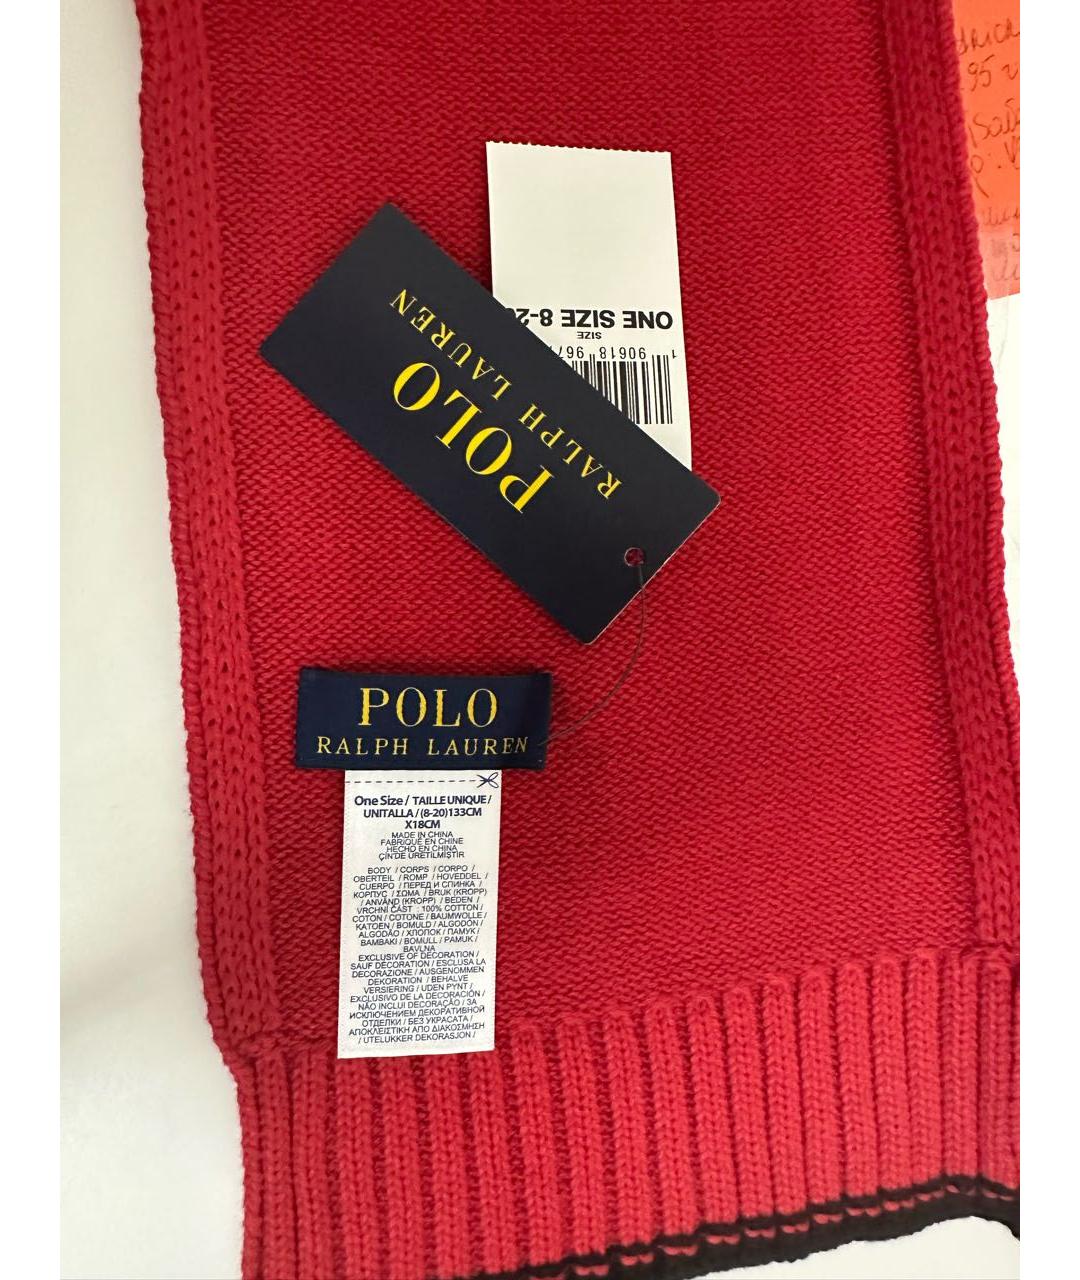 ONE SIZE 8-20
SIZE
1 90618 967
POLO
RALPH LAUREN
POLO
RALPH LAUREN
One Size / TAILLE UNIQUE /
UNITALLA / (8-20)133CM
X18CM
MADE IN CHINA
FABRIQUÉ EN CHINE
HECHO EN CHINA
ÇİN'DE ÜRETİLMİŞTİR
BODY / CORPS / CORPO /
OBERTEIL / ROMP / HOVEDDEL /
CUERPO / ПЕРЕД И СПИНКА /
КОРПУС / ΣΩΜΑ / BRUK (KROPP)
/ ANVÄND (KROPP) / BEDEN /
VRCHNÍ ČÁST : 100% COTTON /
COTON / COTONE / BAUMWOLLE /
KATOEN / BOMULD / ALGODÓN /
ALGODÃO / ХЛОПОК / ПАМУК /
BAMBAKI / BOMULL / PAMUK /
BAVLNA
EXCLUSIVE OF DECORATION /
SAUF DÉCORATION / ESCLUSA LA
DECORAZIONE / AUSGENOMMEN
DEKORATION / BEHALVE
VERSIERING / UDEN PYNT /
EXCLUSIVO DE LA DECORACIÓN /
NÃO INCLUI DECORAÇÃO / ЗА
ИСКЛЮЧЕНИЕМ ДЕКОРАТИВНОЙ
ОТДЕЛКИ / БЕЗ УКРАСАТА /
ΑΠΟΚΛΕΙΣΤΙΚΗ ΑΠΟ ΔΙΑΚΟΣΜΗΣΗ
/ UTELUKKER DEKORASJON /
95